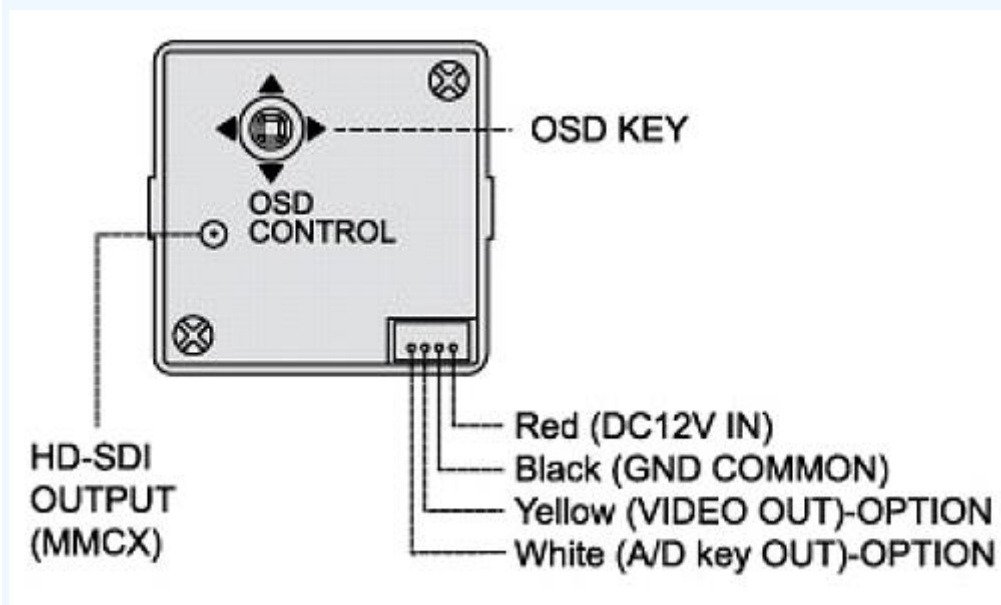 OSD KEY
OSD
CONTROL
HD-SDI
OUTPUT
(MMCX)
Red (DC12V IN)
Black (GND COMMON)
Yellow (VIDEO OUT)-OPTION
White (A/D key OUT)-OPTION